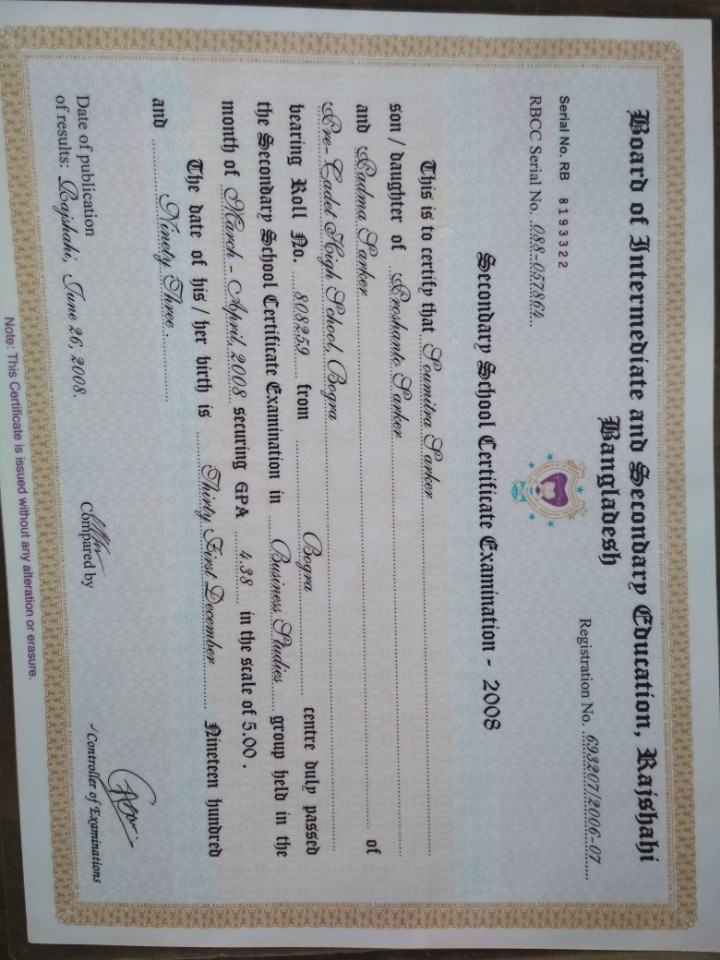 Board of Intermediate and Secondary Education, Rajshahi
Bangladesh
Serial No. RB 8193322
RBCC Serial No. 088-057864
Registration No. 693207/2006-07
Secondary School Certificate Examination - 2008
This is to certify that Soumitra Sarker
son / daughter of Proshanto Sarker
and Padma Sarker of
Pre-Cadet High School, Bogra
bearing Roll No. 808259 from Bogra centre duly passed
the Secondary School Certificate Examination in Business Studies group held in the
month of March - April, 2008 securing GPA 4.38 in the scale of 5.00.
The date of his / her birth is Thirty First December Nineteen hundred
and Ninety Three
Date of publication
of results: Rajshahi, June 26, 2008.
Compared by
Controller of Examinations
Note: This Certificate is issued without any alteration or erasure.